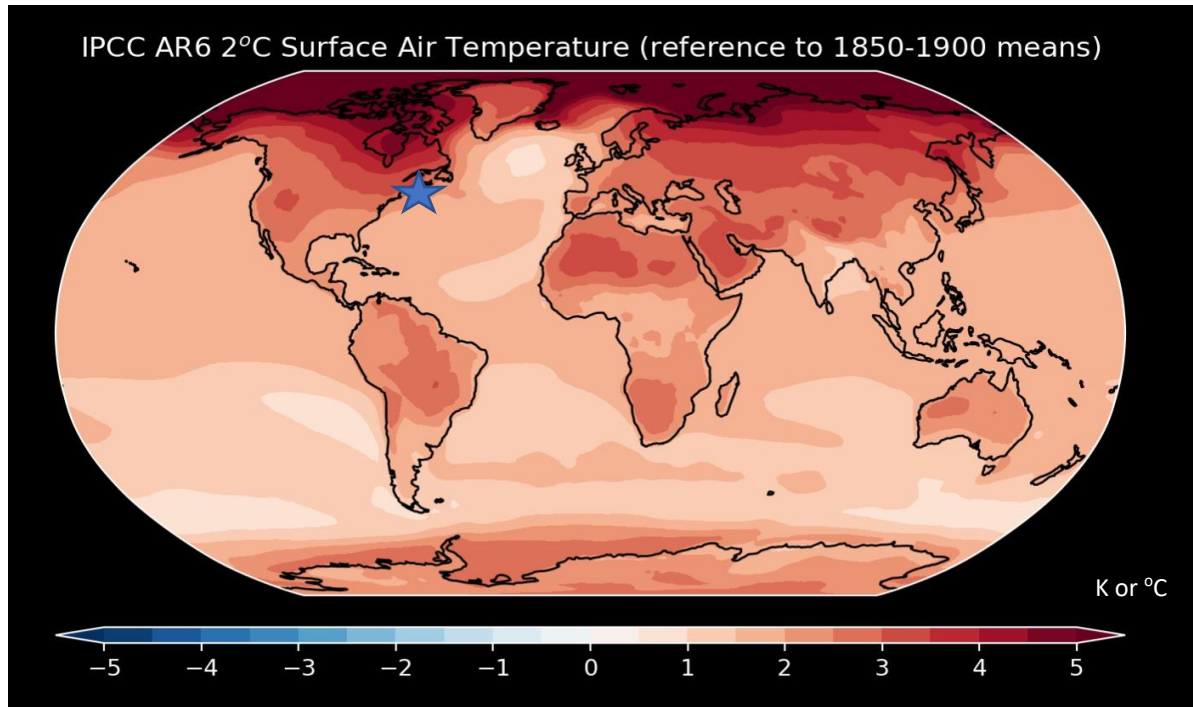 IPCC AR6 2°C Surface Air Temperature (reference to 1850-1900 means)
K or °C
−5 −4 −3 −2 −1 0 1 2 3 4 5